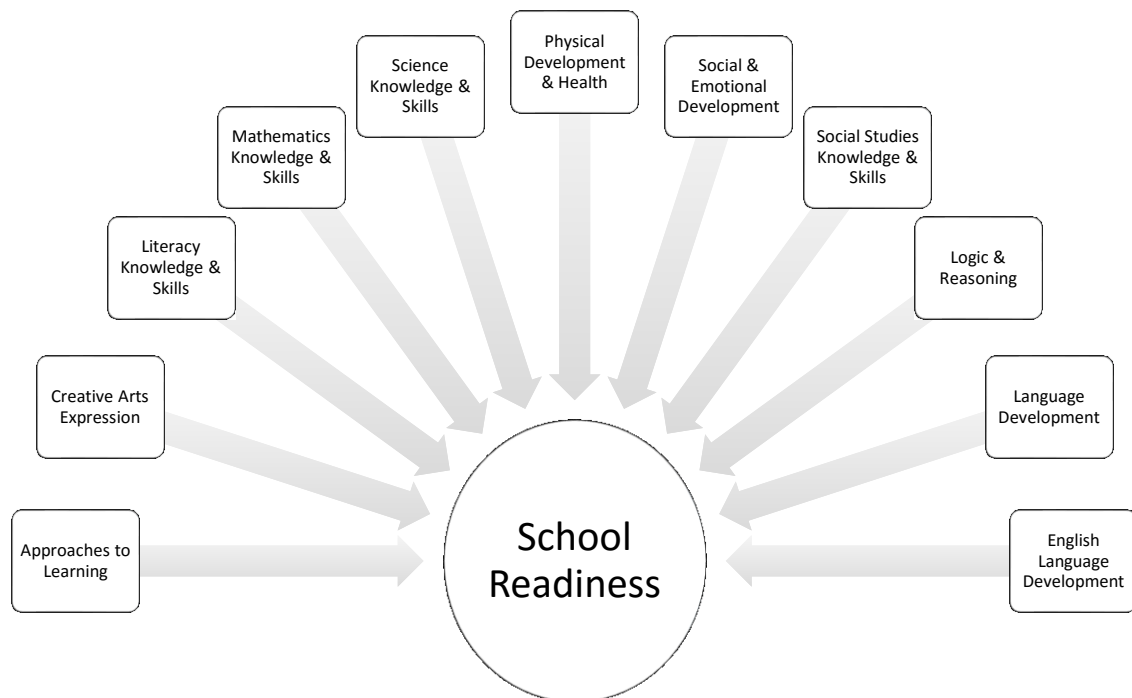 Physical
Development
& Health
Science
Knowledge &
Skills
Social &
Emotional
Development
Mathematics
Knowledge &
Skills
Social Studies
Knowledge &
Skills
Literacy
Knowledge &
Skills
Logic &
Reasoning
Creative Arts
Expression
Language
Development
Approaches to
Learning
School
Readiness
English
Language
Development